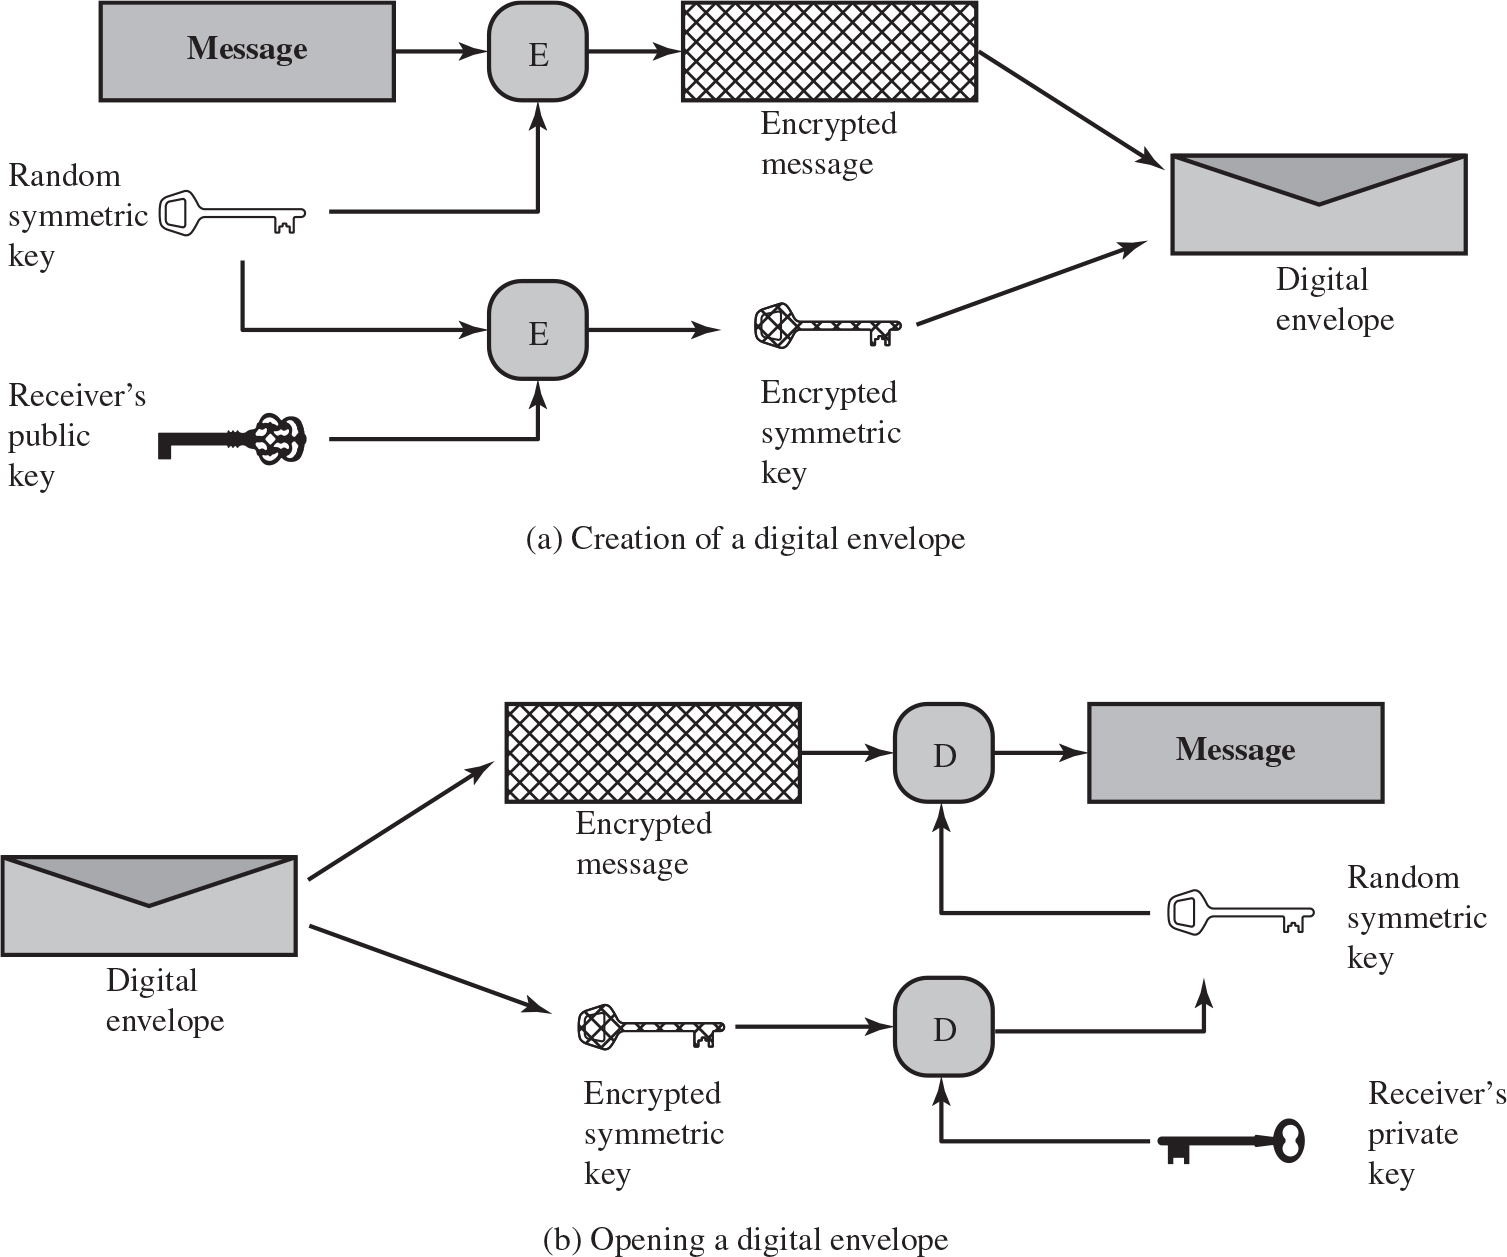 Message
E
Encrypted
message
Random
symmetric
key
Digital
envelope
E
Receiver’s
public
key
Encrypted
symmetric
key
(a) Creation of a digital envelope
Message
D
Encrypted
message
Random
symmetric
key
Digital
envelope
D
Encrypted
symmetric
key
Receiver’s
private
key
(b) Opening a digital envelope